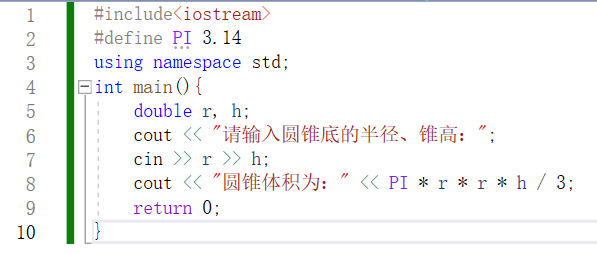 1 #include<iostream>
2 #define PI 3.14
3 using namespace std;
4 int main(){
5 double r, h;
6 cout << "请输入圆锥底的半径、锥高：";
7 cin >> r >> h;
8 cout << "圆锥体积为：" << PI * r * r * h / 3;
9 return 0;
10 }